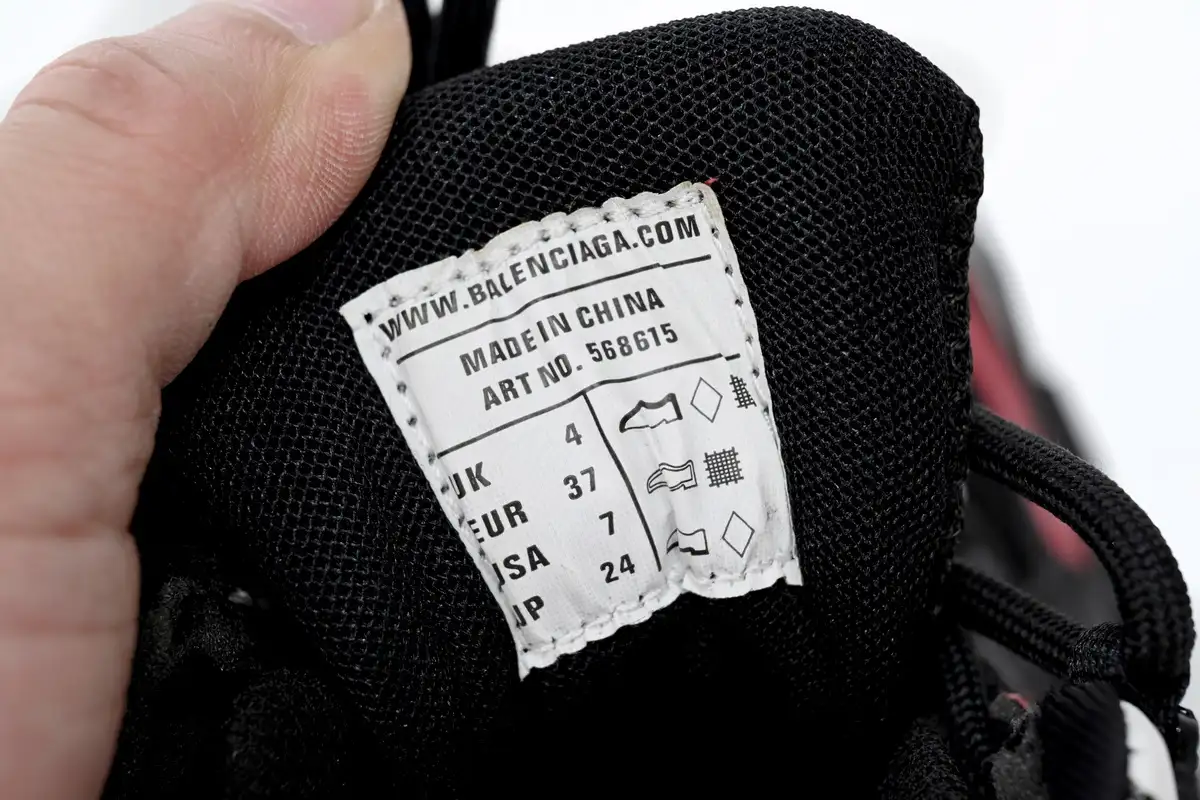 WWW.BALENCIAGA.COM
MADE IN CHINA
ART NO. 568615
UK 4
EUR 37
USA 7
JP 24